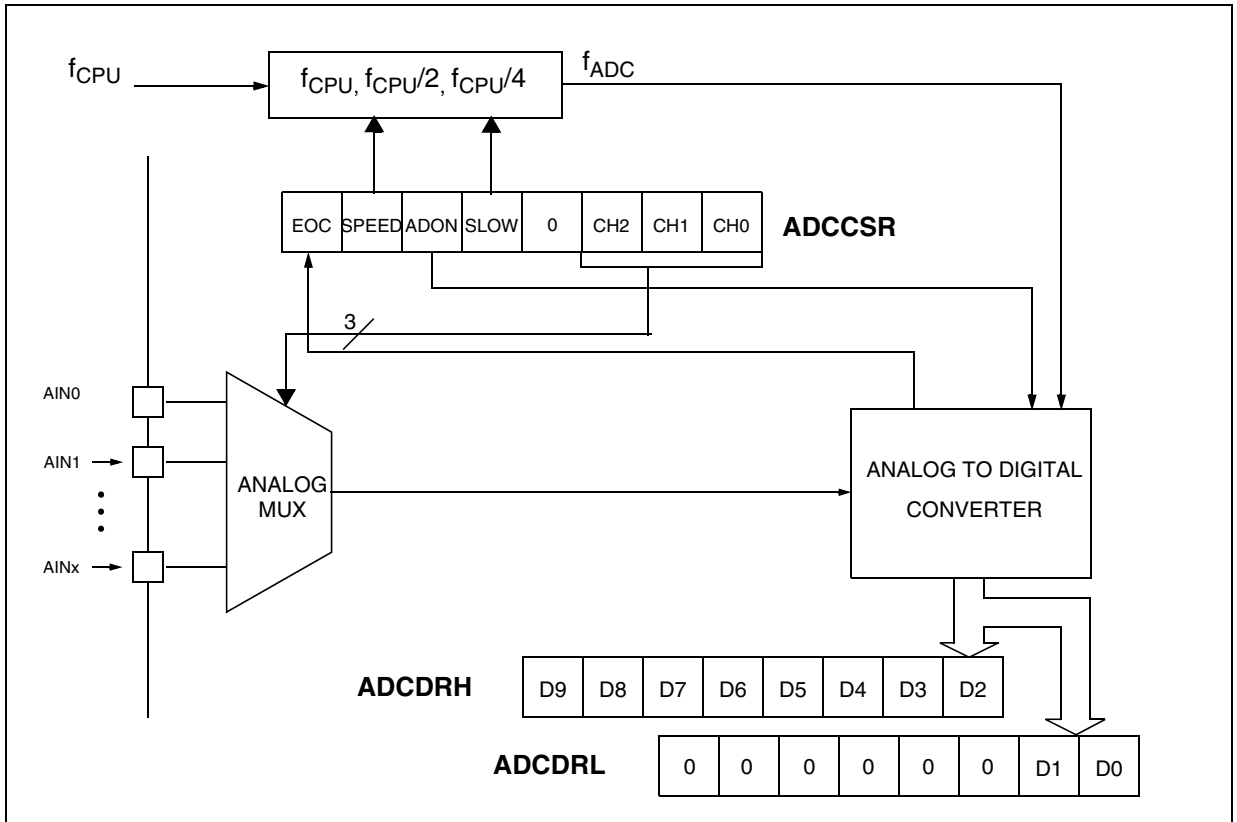 fCPU
fCPU, fCPU/2, fCPU/4
fADC
EOC SPEED ADON SLOW 0 CH2 CH1 CH0
ADCCSR
3
AIN0
AIN1
AINx
ANALOG
MUX
ANALOG TO DIGITAL
CONVERTER
ADCDRH
D9 D8 D7 D6 D5 D4 D3 D2
ADCDRL
0 0 0 0 0 0 D1 D0